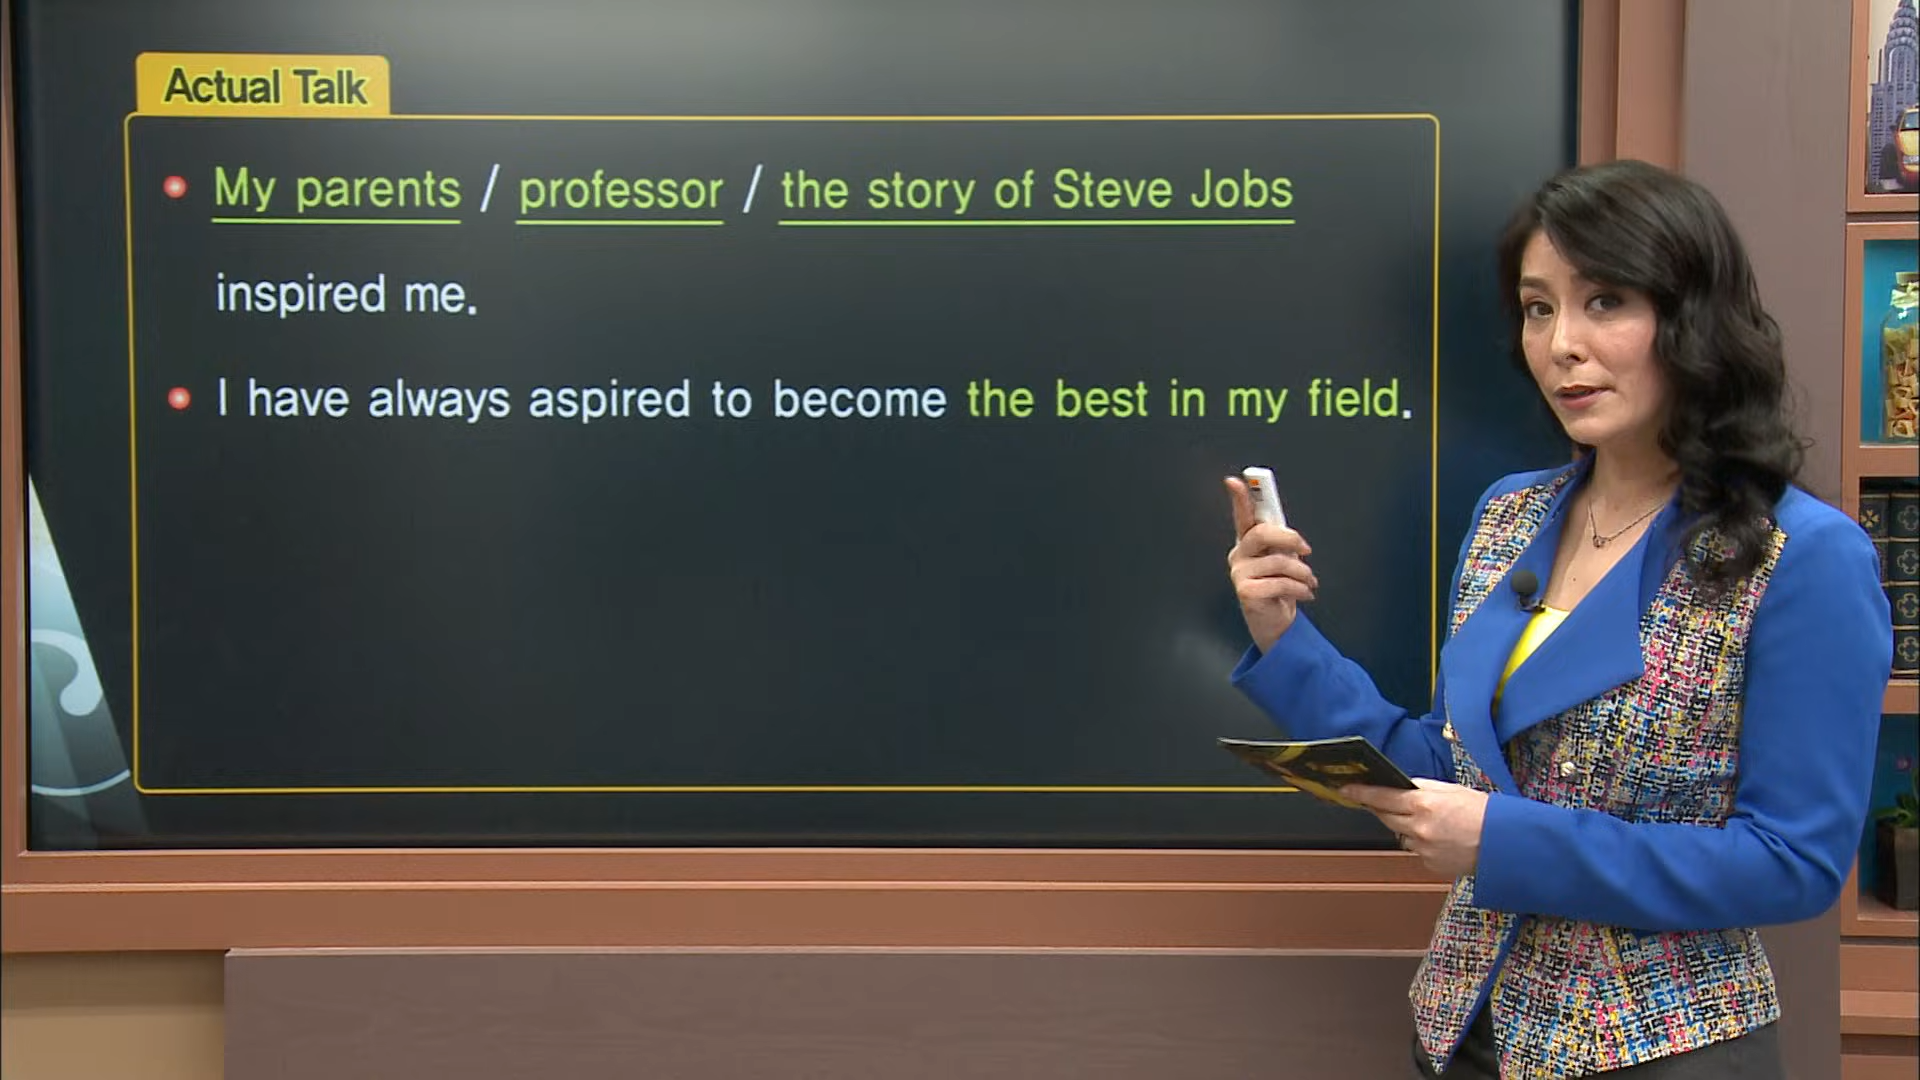 Actual Talk
My parents / professor / the story of Steve Jobs
inspired me.
I have always aspired to become the best in my field.